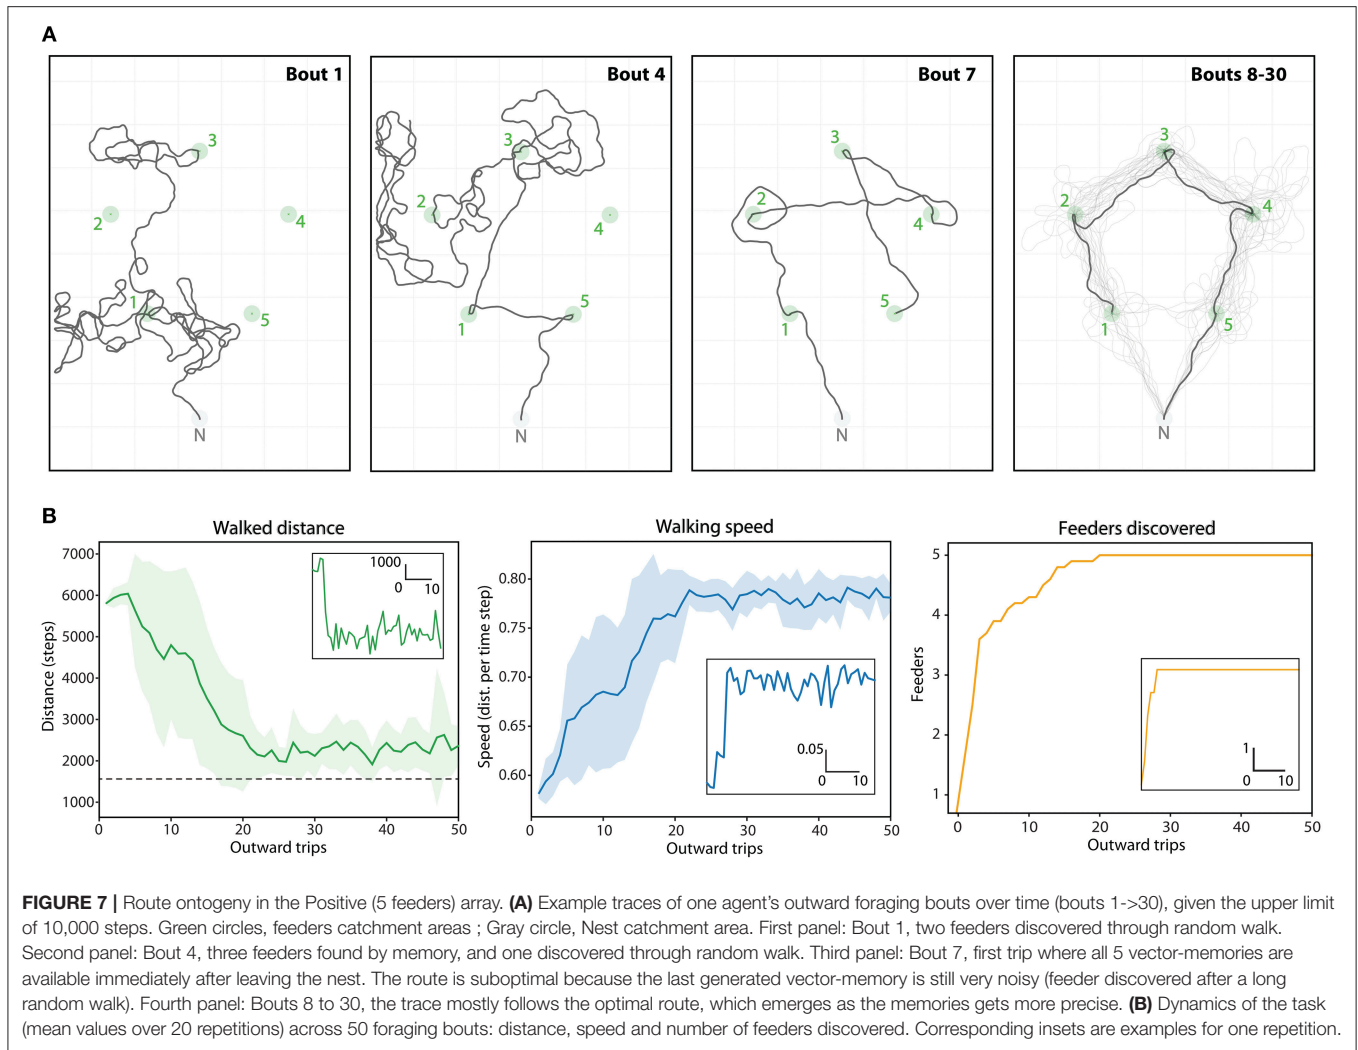 A
Bout 1
3
2
4
1
5
N
Bout 4
3
2
4
5
1
N
Bout 7
3
2
4
5
1
N
Bouts 8-30
3
2
4
1
5
N
B
Walked distance
7000
6000
5000
4000
3000
2000
1000
Distance (steps)
1000
0
10
0
10
20
30
40
50
Outward trips
Walking speed
0.80
0.75
0.70
0.65
0.60
Speed (dist. per time step)
0.05
0
10
0
10
20
30
40
50
Outward trips
Feeders discovered
5
4
3
2
1
Feeders
1
0
10
0
10
20
30
40
50
Outward trips
FIGURE 7 | Route ontogeny in the Positive (5 feeders) array. (A) Example traces of one agent's outward foraging bouts over time (bouts 1->30), given the upper limit
of 10,000 steps. Green circles, feeders catchment areas ; Gray circle, Nest catchment area. First panel: Bout 1, two feeders discovered through random walk.
Second panel: Bout 4, three feeders found by memory, and one discovered through random walk. Third panel: Bout 7, first trip where all 5 vector-memories are
available immediately after leaving the nest. The route is suboptimal because the last generated vector-memory is still very noisy (feeder discovered after a long
random walk). Fourth panel: Bouts 8 to 30, the trace mostly follows the optimal route, which emerges as the memories gets more precise. (B) Dynamics of the task
(mean values over 20 repetitions) across 50 foraging bouts: distance, speed and number of feeders discovered. Corresponding insets are examples for one repetition.